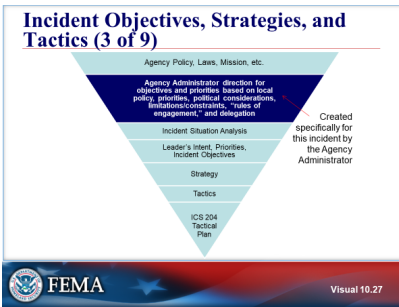 Incident Objectives, Strategies, and
Tactics (3 of 9)
Agency Policy, Laws, Mission, etc.
Agency Administrator direction for
objectives and priorities based on local
policy, priorities, political considerations,
limitations/constraints, “rules of
engagement,” and delegation
Created
specifically for
this incident by
the Agency
Administrator
Incident Situation Analysis
Leader's Intent, Priorities,
Incident Objectives
Strategy
Tactics
ICS 204
Tactical
Plan
FEMA
Visual 10.27